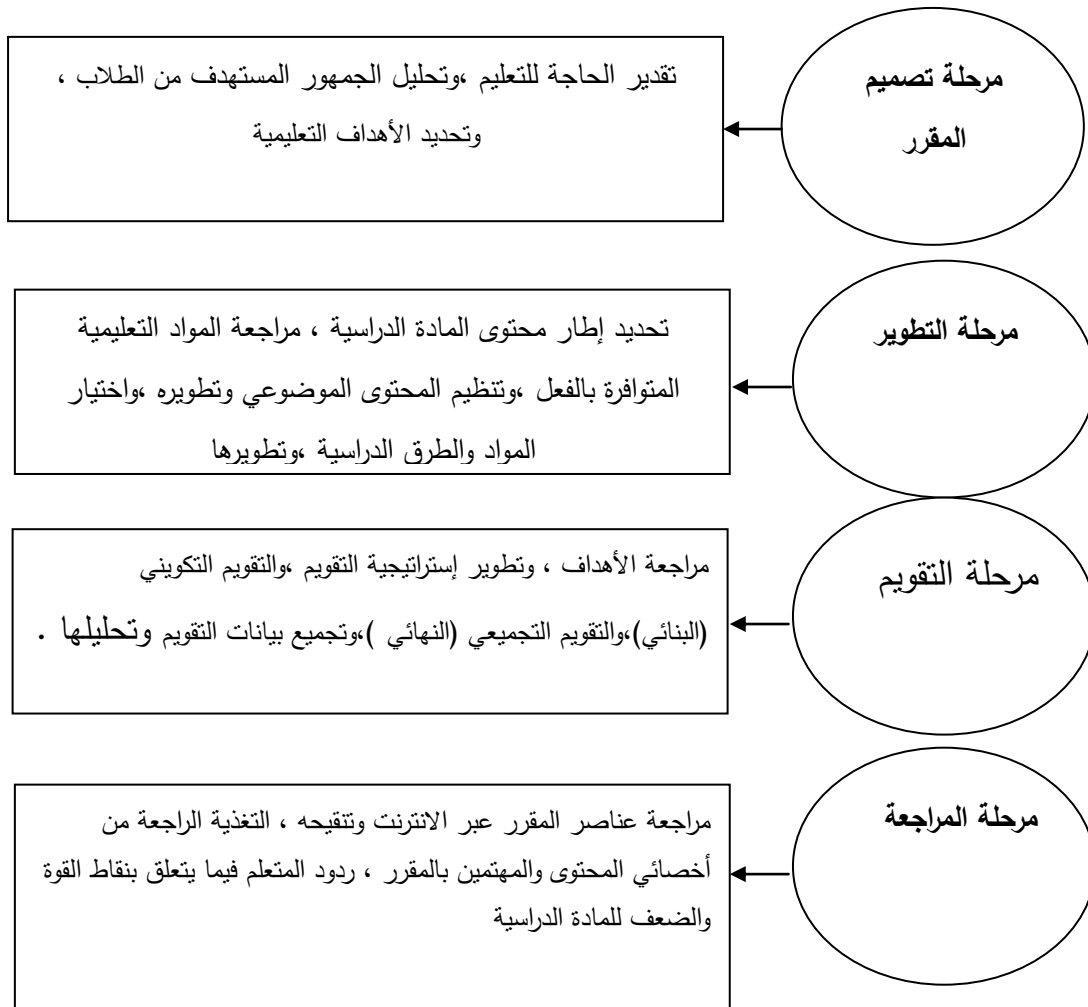 مرحلة تصميم
المقرر
تقدير الحاجة للتعليم ،وتحليل الجمهور المستهدف من الطلاب ،
وتحديد الأهداف التعليمية
مرحلة التطوير
تحديد إطار محتوى المادة الدراسية ، مراجعة المواد التعليمية
المتوافرة بالفعل ،وتنظيم المحتوى الموضوعي وتطويره ،واختيار
المواد والطرق الدراسية ،وتطويرها
مرحلة التقويم
مراجعة الأهداف ، وتطوير إستراتيجية التقويم ،والتقويم التكويني
(البنائي)،والتقويم التجميعي (النهائي )،وتجميع بيانات التقويم وتحليلها .
مرحلة المراجعة
مراجعة عناصر المقرر عبر الانترنت وتنقيحه ، التغذية الراجعة من
أخصائي المحتوى والمهتمين بالمقرر ، ردود المتعلم فيما يتعلق بنقاط القوة
والضعف للمادة الدراسية